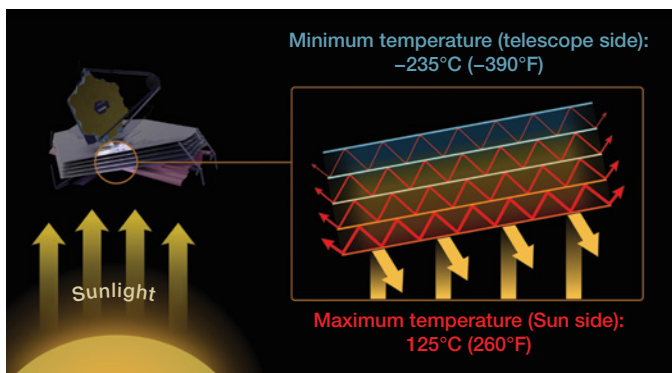 Minimum temperature (telescope side):
−235°C (−390°F)
Sunlight
Maximum temperature (Sun side):
125°C (260°F)